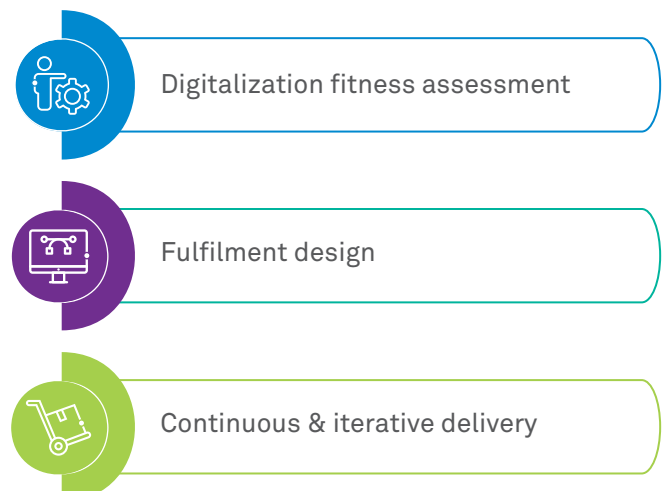 Digitalization fitness assessment
Fulfilment design
Continuous & iterative delivery